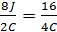 8J/2C = 16/4C